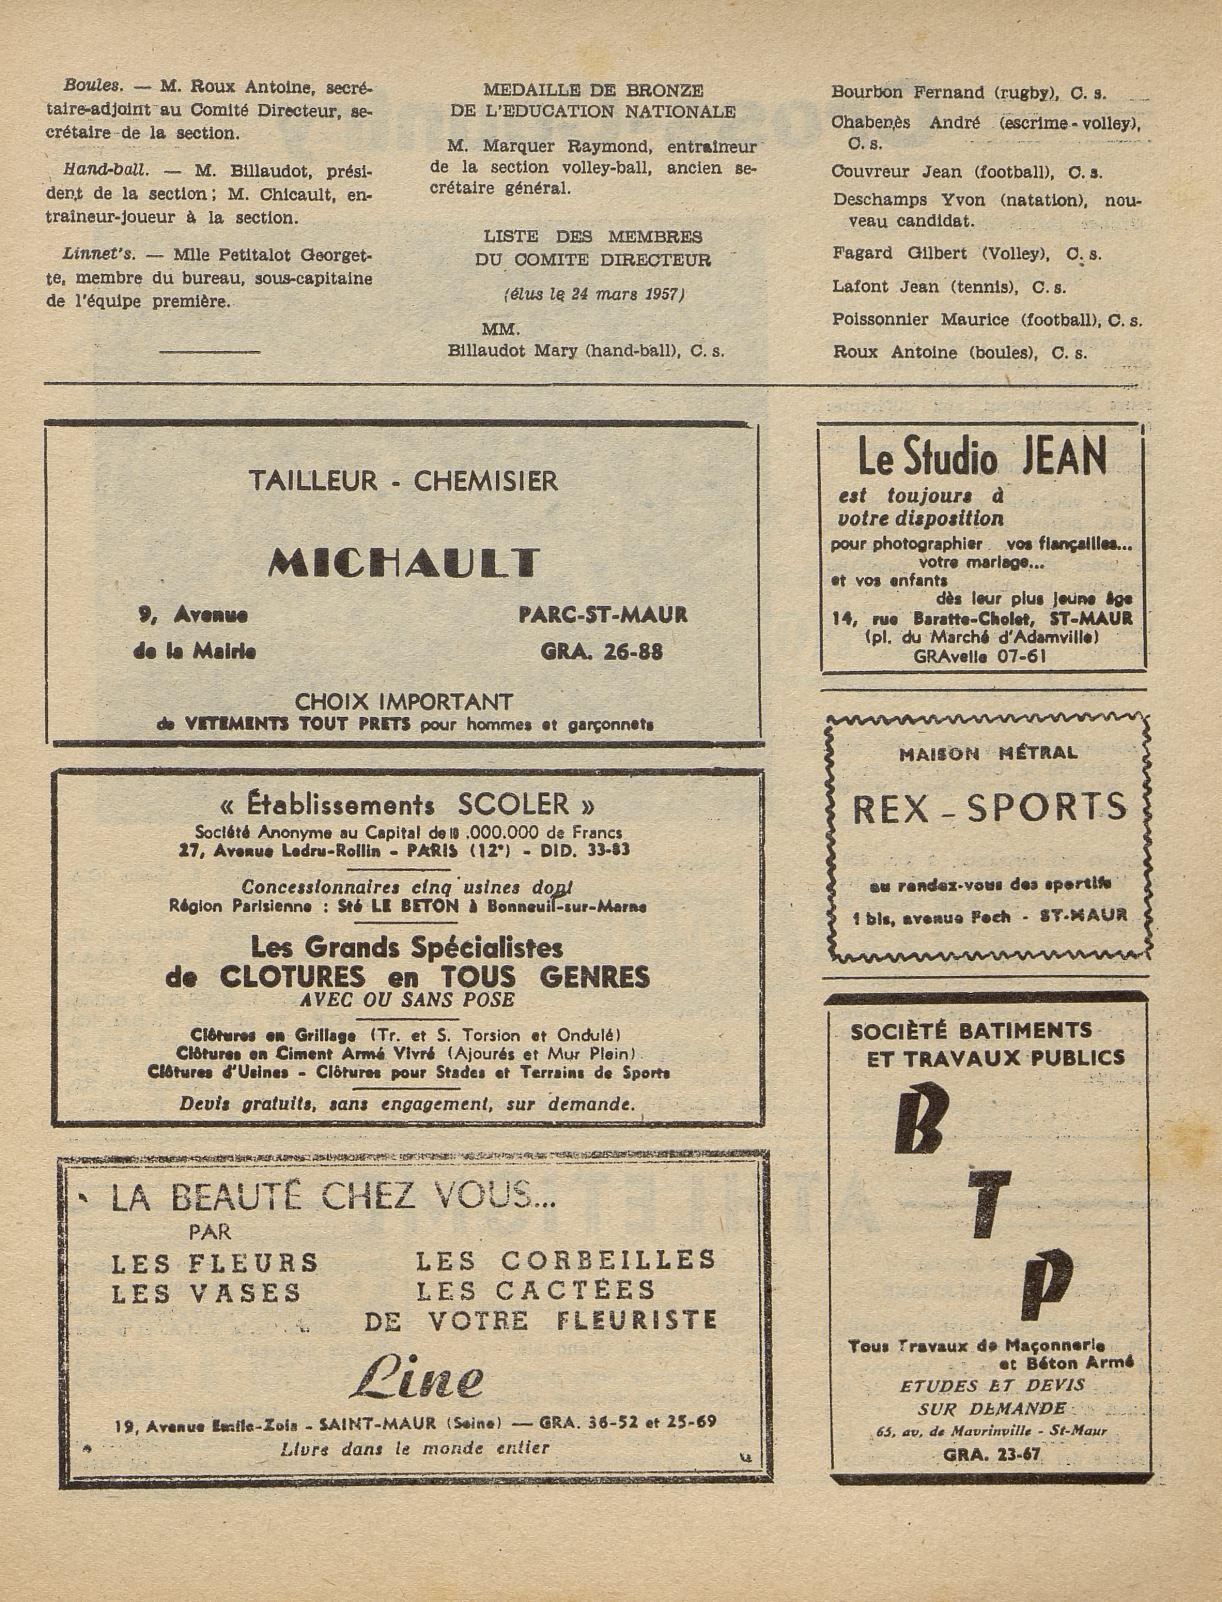 Boules. — M. Roux Antoine, secré-
taire-adjoint au Comité Directeur, se-
crétaire de la section.
Hand-ball. — M. Billaudot, prési-
dent de la section; M. Chicault, en-
traîneur-joueur à la section.
Linnet's. — Mlle Petitalot Georget-
te, membre du bureau, sous-capitaine
de l'équipe première.
MEDAILLE DE BRONZE
DE L'EDUCATION NATIONALE
M. Marquer Raymond, entraîneur
de la section volley-ball, ancien se-
crétaire général.
LISTE DES MEMBRES
DU COMITE DIRECTEUR
(élus le 24 mars 1957)
MM.
Billaudot Mary (hand-ball), C. s.
Bourbon Fernand (rugby), C. s.
Chabenès André (escrime - volley),
C. s.
Couvreur Jean (football), C. s.
Deschamps Yvon (natation), nou-
veau candidat.
Fagard Gilbert (Volley), C. s.
Lafont Jean (tennis), C. s.
Poissonnier Maurice (football), C. s.
Roux Antoine (boules), C. s.
TAILLEUR - CHEMISIER
MICHAULT
9, Avenue PARC-ST-MAUR
de la Mairie GRA. 26-88
CHOIX IMPORTANT
de VETEMENTS TOUT PRETS pour hommes et garçonnets
« Établissements SCOLER »
Société Anonyme au Capital de 18 .000.000 de Francs
27, Avenue Ledru-Rollin - PARIS (12°) - DID. 33-83
Concessionnaires cinq usines dont
Région Parisienne : Sté LE BETON à Bonneuil-sur-Marne
Les Grands Spécialistes
de CLOTURES en TOUS GENRES
AVEC OU SANS POSE
Clôtures en Grillage (Tr. et S. Torsion et Ondulé)
Clôtures en Ciment Armé Vivré (Ajourés et Mur Plein)
Clôtures d'Usines - Clôtures pour Stades et Terrains de Sports
Devis gratuits, sans engagement, sur demande.
LA BEAUTÉ CHEZ VOUS...
PAR
LES FLEURS LES CORBEILLES
LES VASES LES CACTÉES
DE VOTRE FLEURISTE
Line
19, Avenue Emile-Zola - SAINT-MAUR (Seine) — GRA. 36-52 et 25-69
Livre dans le monde entier
Le Studio JEAN
est toujours à
votre disposition
pour photographier vos fiançailles...
votre mariage...
et vos enfants
dès leur plus jeune âge
14, rue Baratte-Cholet, ST-MAUR
(pl. du Marché d'Adamville)
GRAvelle 07-61
MAISON MÉTRAL
REX - SPORTS
au rendez-vous des sportifs
1 bis, avenue Foch - ST-MAUR
SOCIÈTÉ BATIMENTS
ET TRAVAUX PUBLICS
B
T
P
Tous Travaux de Maçonnerie
et Béton Armé
ETUDES ET DEVIS
SUR DEMANDE
65, av. de Mavrinville - St-Maur
GRA. 23-67